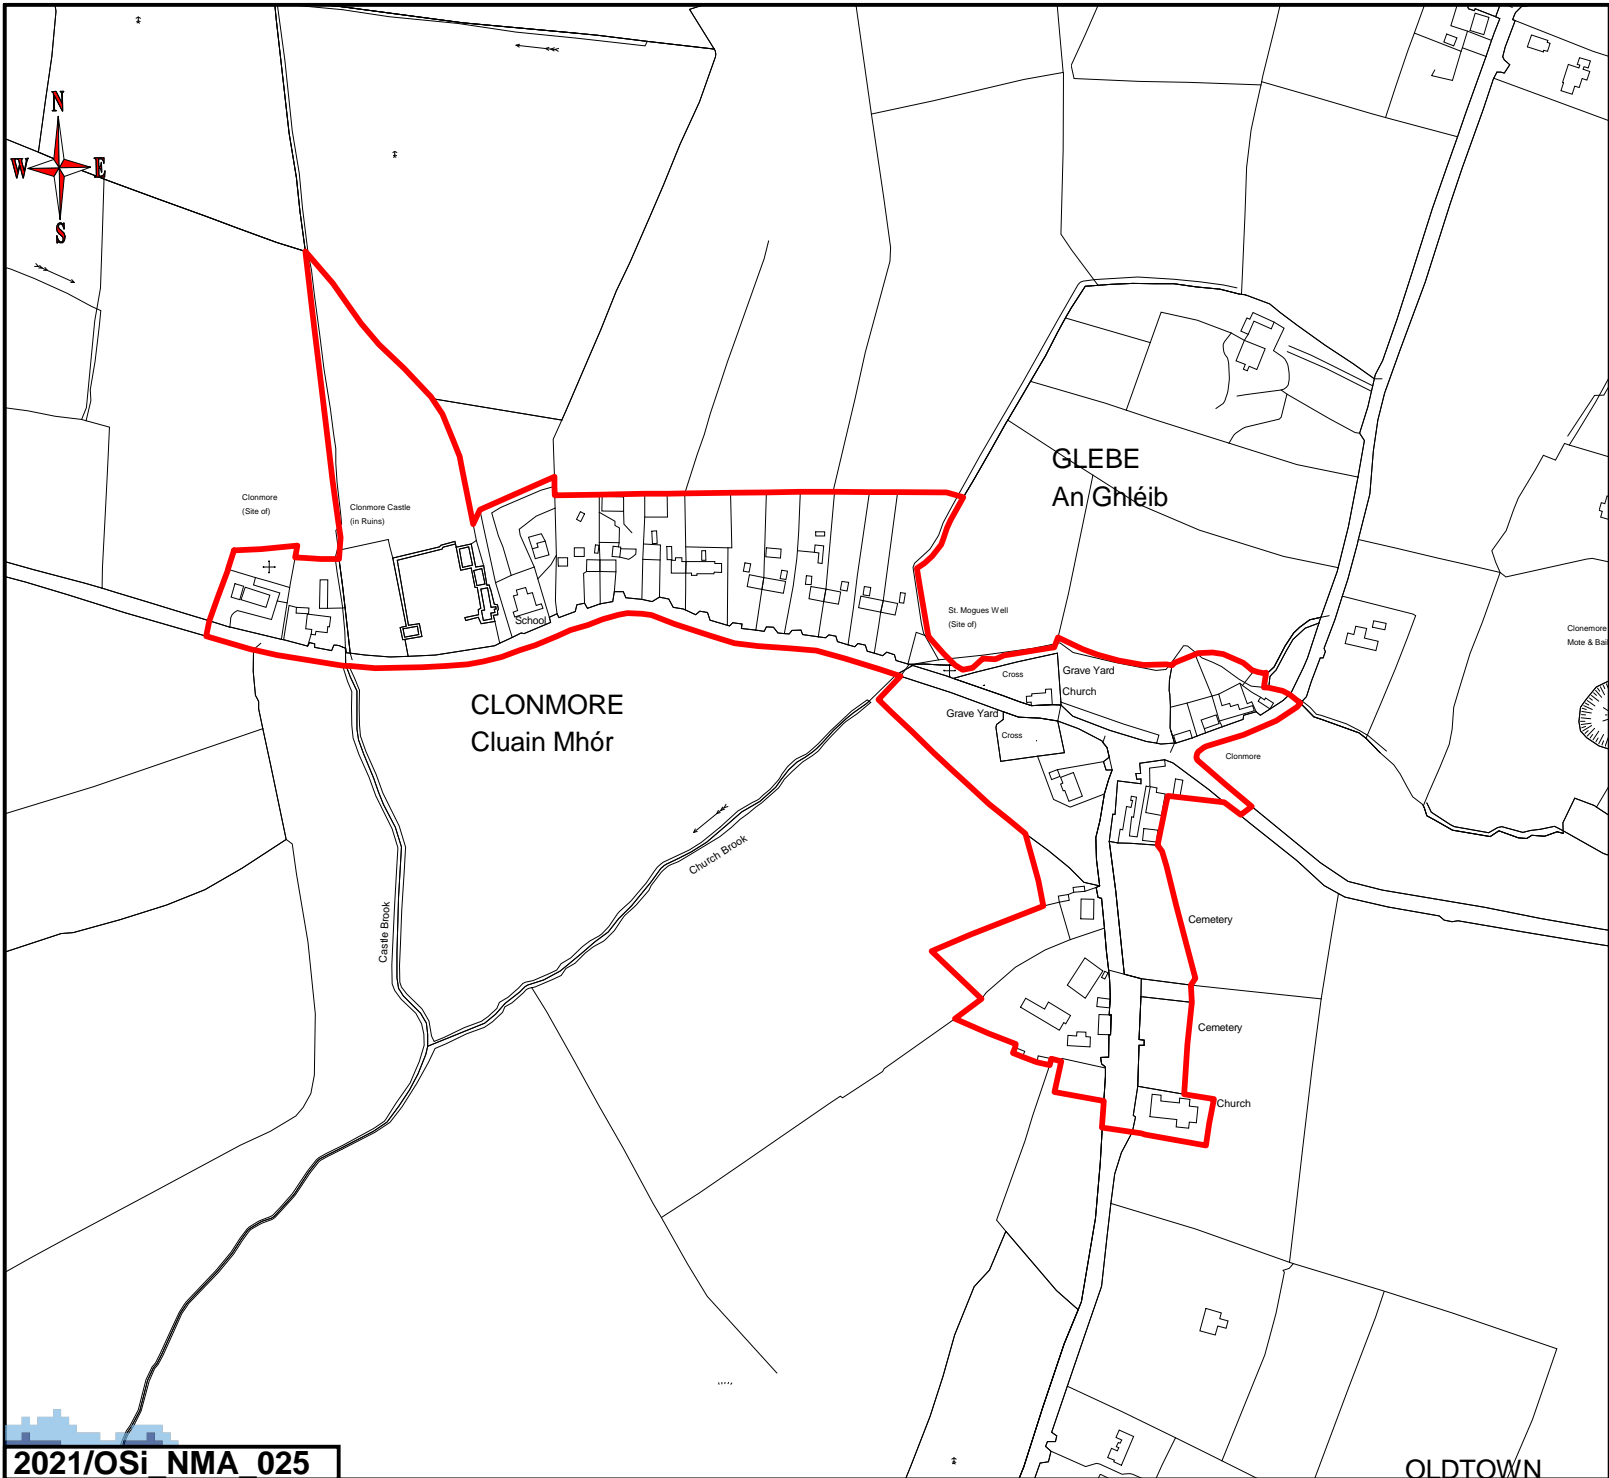 N
W
E
S
GLEBE
An Ghléib
Clonmore
(Site of)
Clonmore Castle
(in Ruins)
School
St. Mogues Well
(Site of)
Clonemore
Mote & Bai
Cross
Grave Yard
Church
Grave Yard
Cross
CLONMORE
Cluain Mhór
Clonmore
Church Brook
Castle Brook
Cemetery
Cemetery
Church
2021/OSi_NMA_025
OLDTOWN